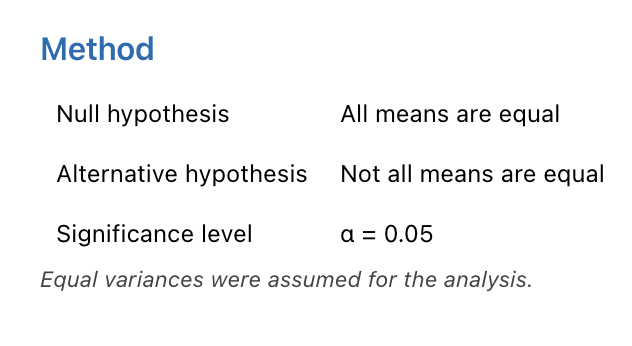 Method
Null hypothesis All means are equal
Alternative hypothesis Not all means are equal
Significance level α = 0.05
Equal variances were assumed for the analysis.